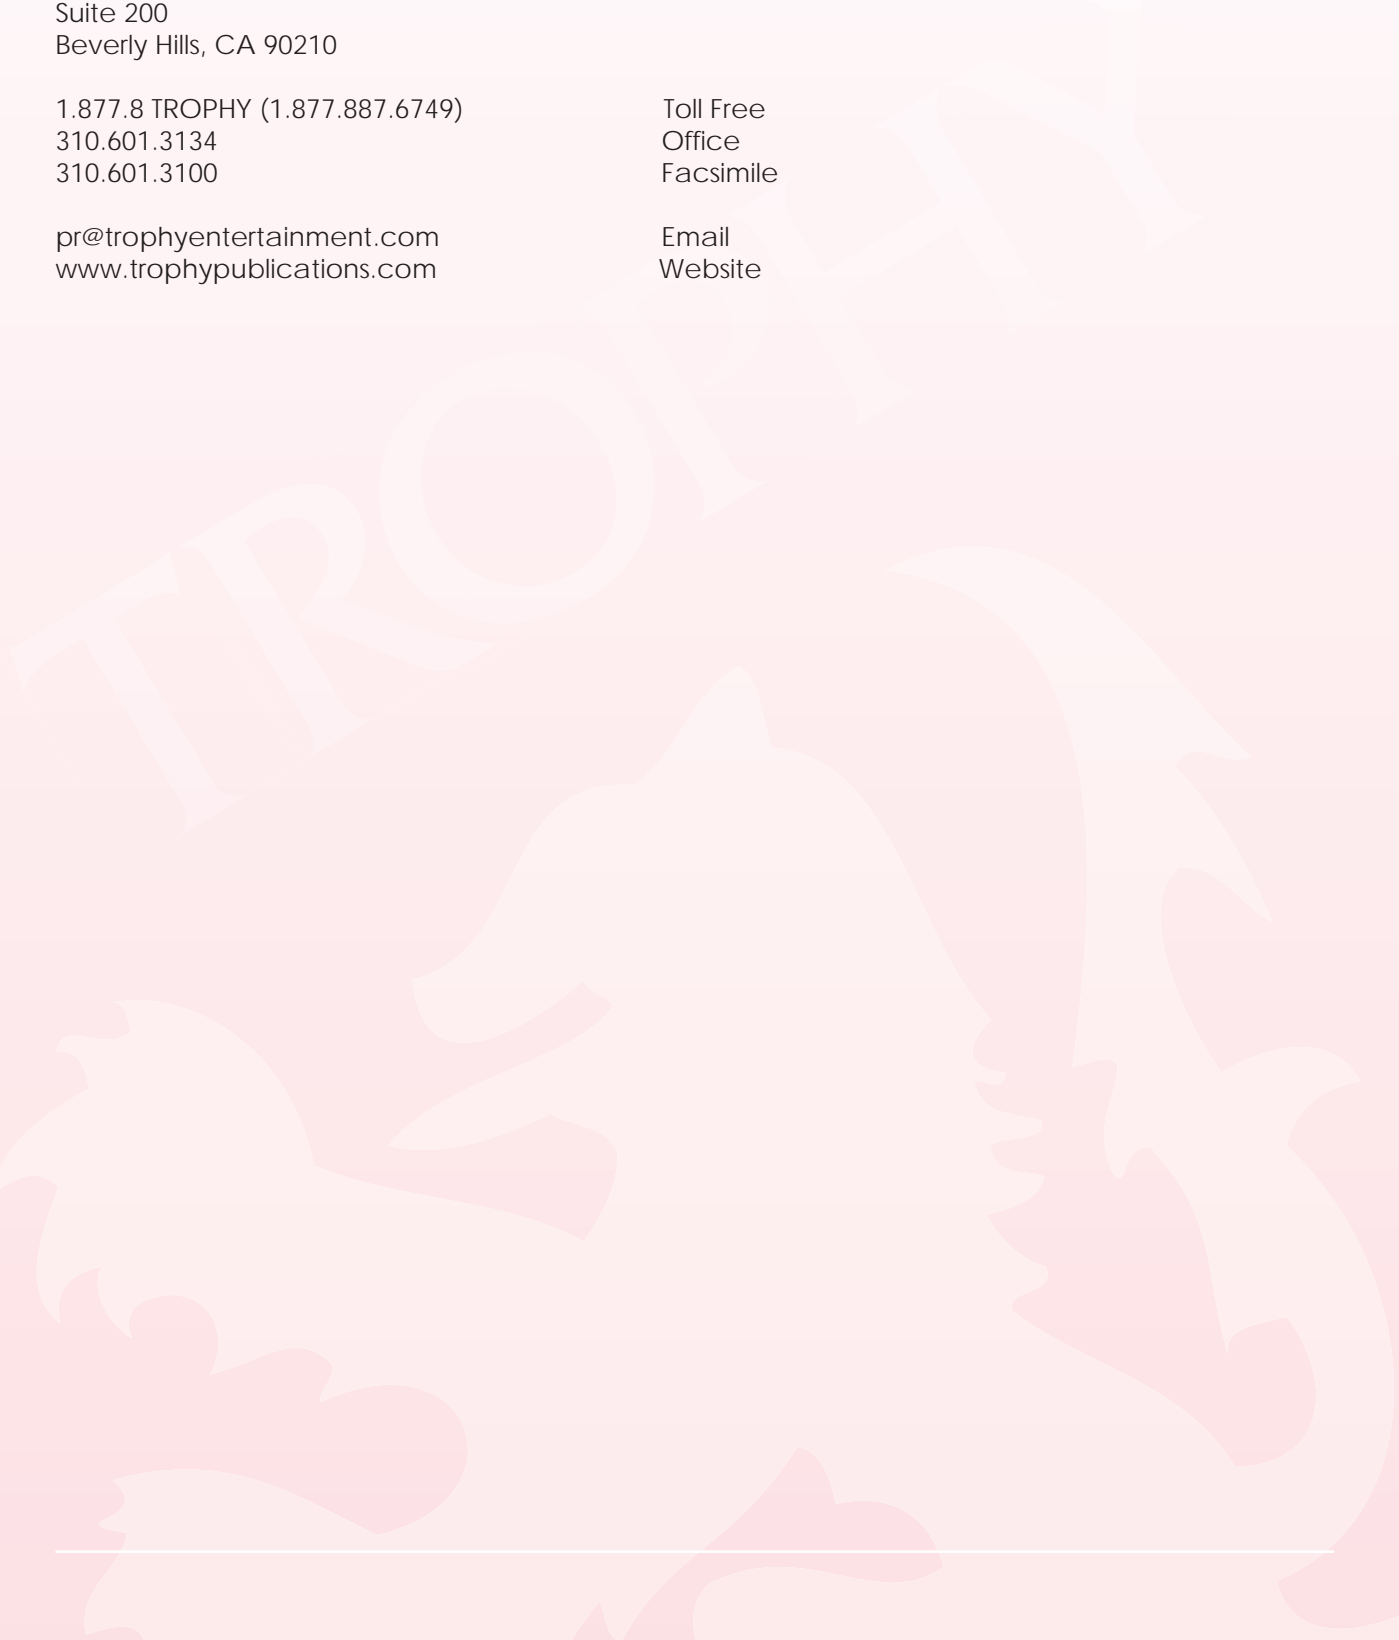 Suite 200
Beverly Hills, CA 90210
1.877.8 TROPHY (1.877.887.6749) Toll Free
310.601.3134 Office
310.601.3100 Facsimile
pr@trophyentertainment.com Email
www.trophypublications.com Website
TROPHY